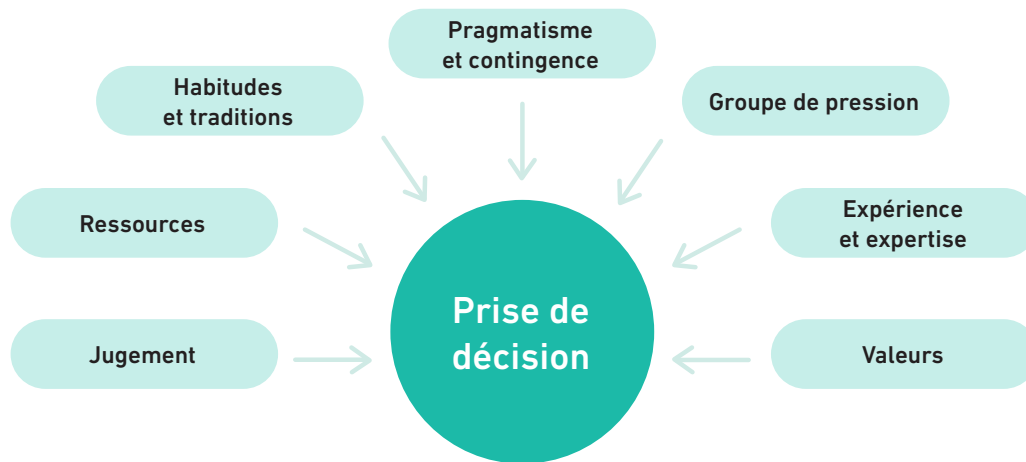 Pragmatisme
et contingence
Habitudes
et traditions
Groupe de pression
Ressources
Expérience
et expertise
Prise de
décision
Jugement
Valeurs